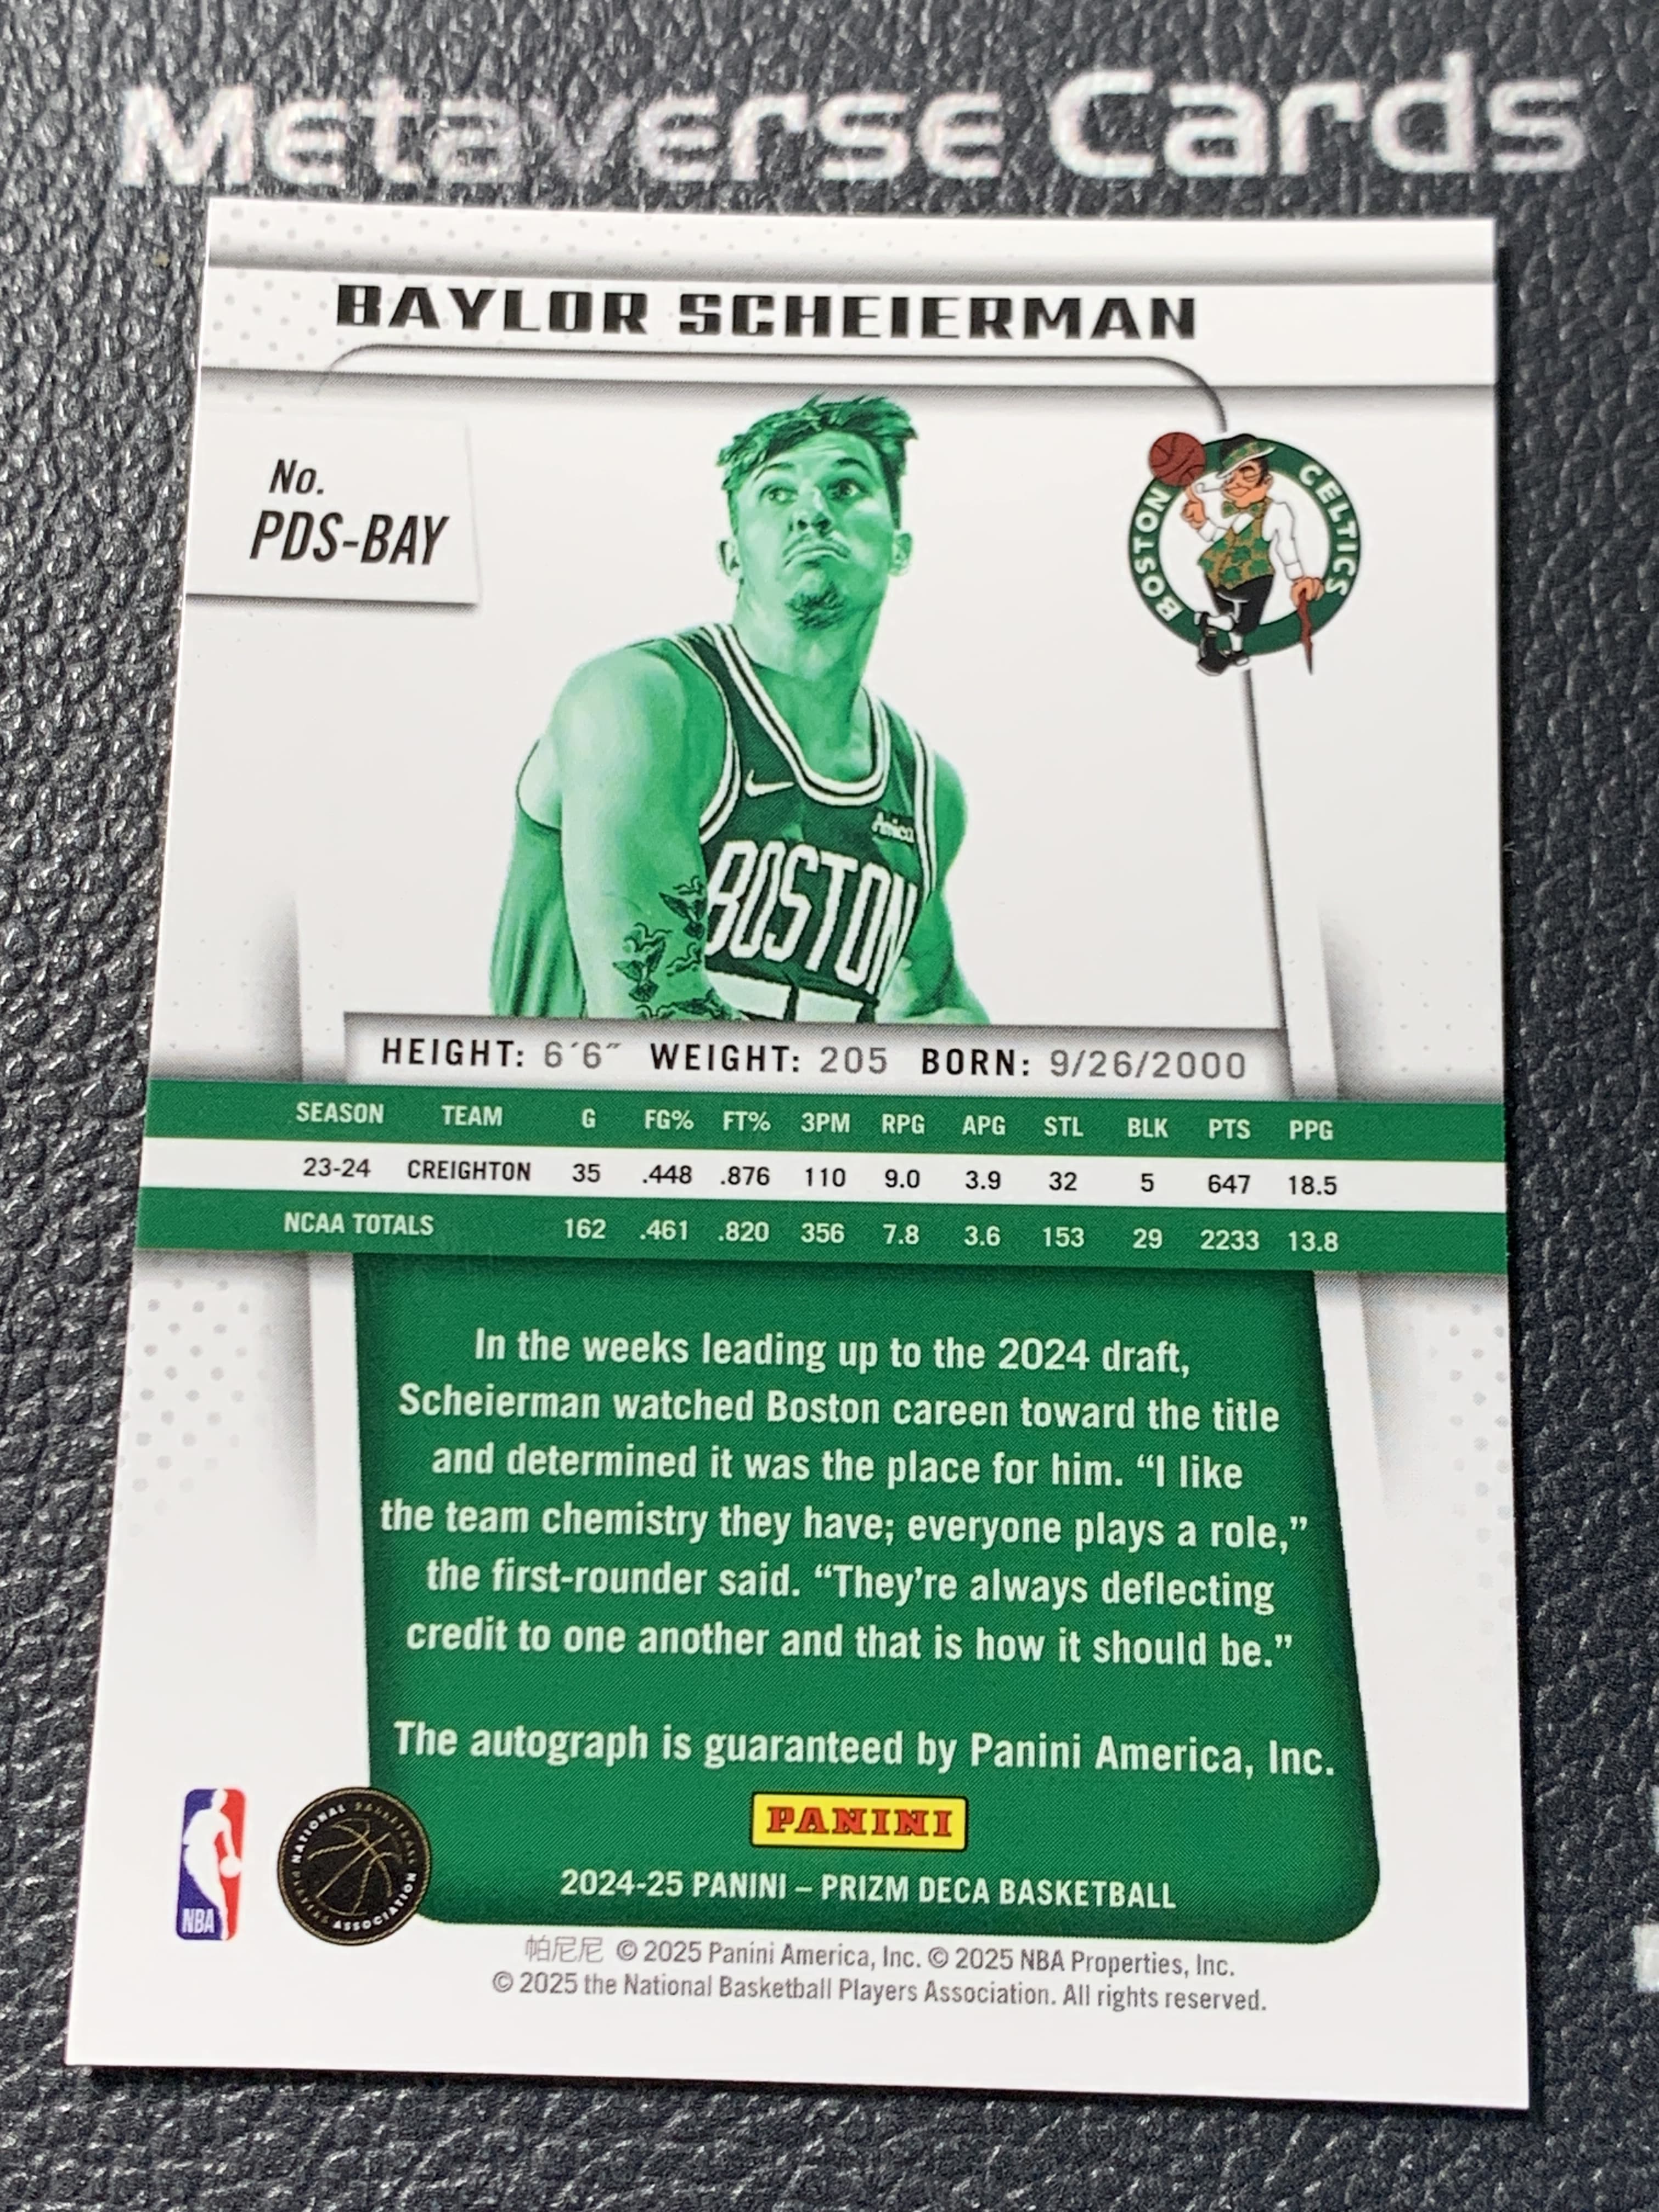 Metaverse Cards
BAYLOR SCHEIERMAN
No.
PDS-BAY
BOSTON CELTICS
Amica
BOSTON
HEIGHT: 6´6˝ WEIGHT: 205 BORN: 9/26/2000
SEASON TEAM G FG% FT% 3PM RPG APG STL BLK PTS PPG
23-24 CREIGHTON 35 .448 .876 110 9.0 3.9 32 5 647 18.5
NCAA TOTALS 162 .461 .820 356 7.8 3.6 153 29 2233 13.8
In the weeks leading up to the 2024 draft,
Scheierman watched Boston careen toward the title
and determined it was the place for him. “I like
the team chemistry they have; everyone plays a role,”
the first-rounder said. “They’re always deflecting
credit to one another and that is how it should be.”
The autograph is guaranteed by Panini America, Inc.
NBA
NATIONAL BASKETBALL PLAYERS ASSOCIATION
PANINI
2024-25 PANINI – PRIZM DECA BASKETBALL
帕尼尼 © 2025 Panini America, Inc. © 2025 NBA Properties, Inc.
© 2025 the National Basketball Players Association. All rights reserved.